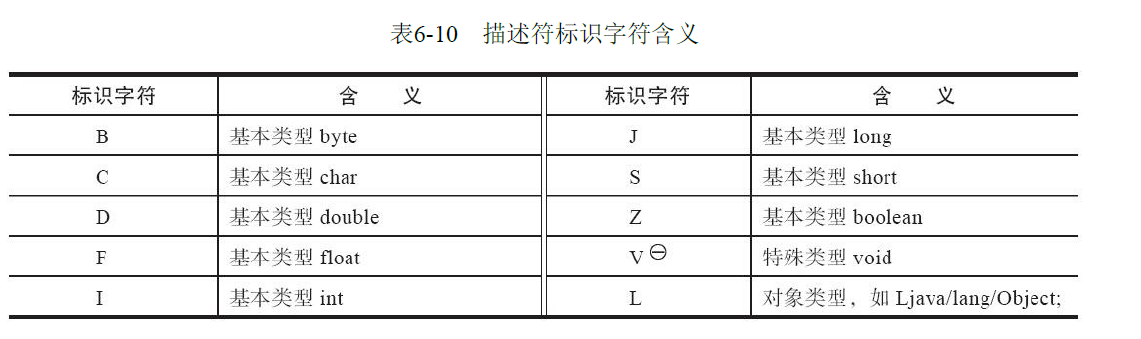 表6-10 描述符标识字符含义
标识字符 含 义 标识字符 含 义
B 基本类型 byte J 基本类型 long
C 基本类型 char S 基本类型 short
D 基本类型 double Z 基本类型 boolean
F 基本类型 float V ㊀ 特殊类型 void
I 基本类型 int L 对象类型，如 Ljava/lang/Object;